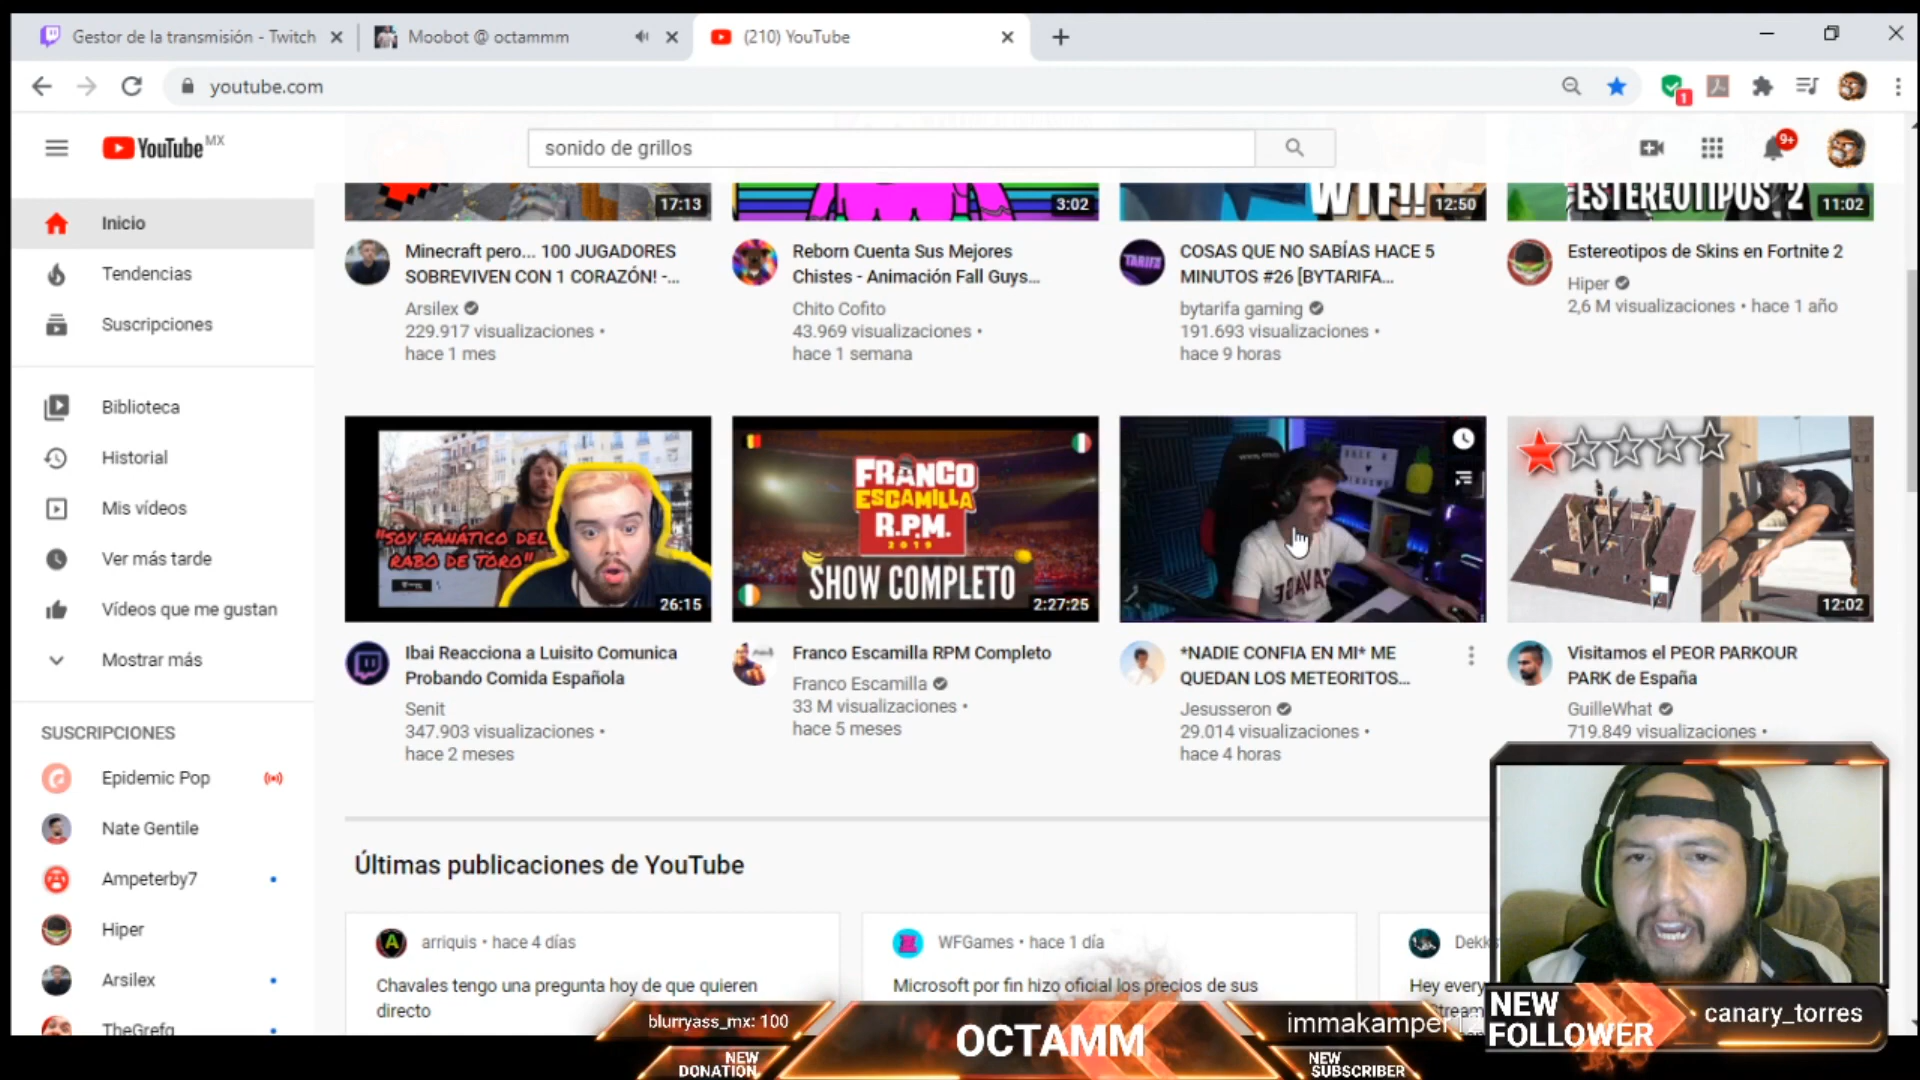 Gestor de la transmisión - Twitch
Moobot @ octammm
(210) YouTube
youtube.com
1
YouTube MX
sonido de grillos
9+
Inicio
Tendencias
Suscripciones
Biblioteca
Historial
Mis vídeos
Ver más tarde
Vídeos que me gustan
Mostrar más
SUSCRIPCIONES
Epidemic Pop
Nate Gentile
Ampeterby7
Hiper
Arsilex
TheGrefg
17:13
Minecraft pero... 100 JUGADORES
SOBREVIVEN CON 1 CORAZÓN! -...
Arsilex
229.917 visualizaciones •
hace 1 mes
3:02
Reborn Cuenta Sus Mejores
Chistes - Animación Fall Guys...
Chito Cofito
43.969 visualizaciones •
hace 1 semana
WTF!!
12:50
TARIFA
COSAS QUE NO SABÍAS HACE 5
MINUTOS #26 [BYTARIFA...
bytarifa gaming
191.693 visualizaciones •
hace 9 horas
ESTEREOTIPOS 2
11:02
Estereotipos de Skins en Fortnite 2
Hiper
2,6 M visualizaciones • hace 1 año
"SOY FANÁTICO DEL
RABO DE TORO"
26:15
Ibai Reacciona a Luisito Comunica
Probando Comida Española
Senit
347.903 visualizaciones •
hace 2 meses
FRANCO
ESCAMILLA
R.P.M.
2019
SHOW COMPLETO
2:27:25
Franco Escamilla RPM Completo
Franco Escamilla
33 M visualizaciones •
hace 5 meses
*NADIE CONFIA EN MI* ME
QUEDAN LOS METEORITOS...
Jesusseron
29.014 visualizaciones •
hace 4 horas
12:02
Visitamos el PEOR PARKOUR
PARK de España
GuilleWhat
719.849 visualizaciones •
Últimas publicaciones de YouTube
arriquis • hace 4 días
Chavales tengo una pregunta hoy de que quieren
directo
WFGames • hace 1 día
Microsoft por fin hizo oficial los precios de sus
Hey every
blurryass_mx: 100
NEW
DONATION
OCTAMM
NEW
SUBSCRIBER
NEW
FOLLOWER
canary_torres